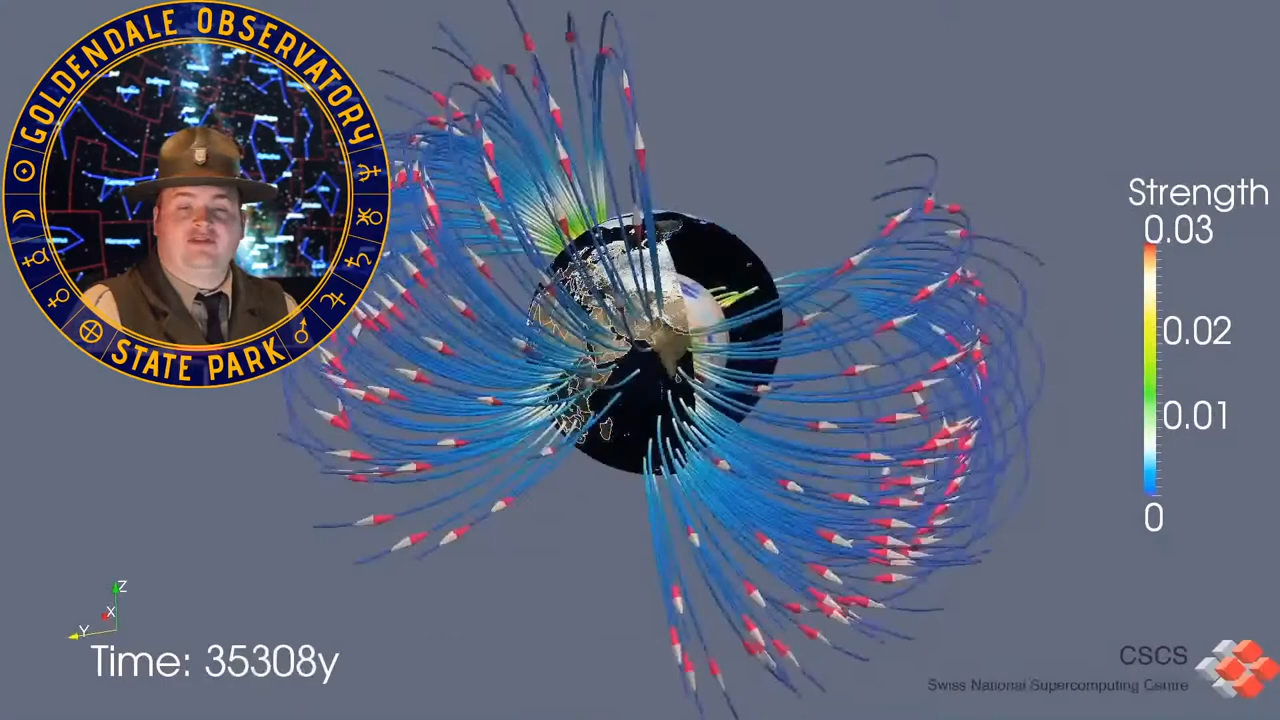 GOLDENDALE OBSERVATORY
STATE PARK
Strength
0.03
0.02
0.01
0
Z
X
Y
Time: 35308y
CSCS
Swiss National Supercomputing Centre